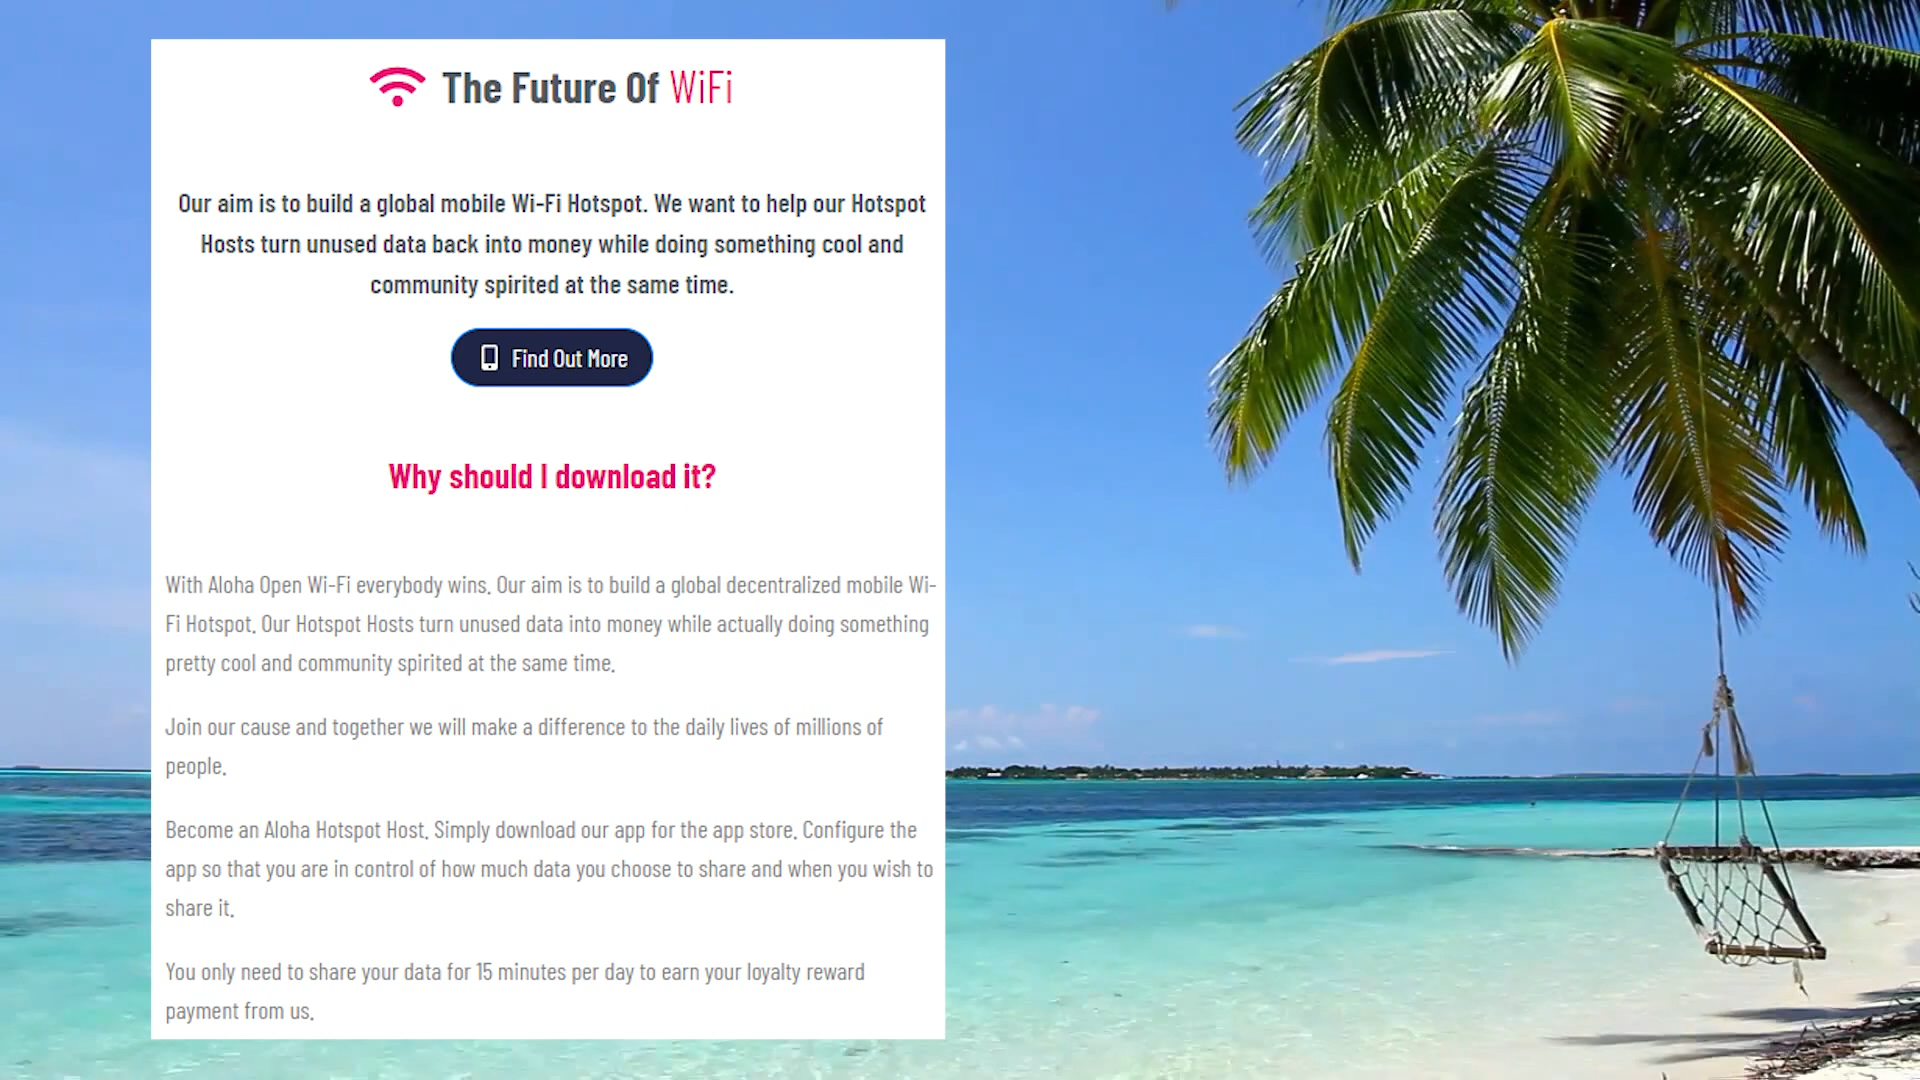 The Future Of WiFi
Our aim is to build a global mobile Wi-Fi Hotspot. We want to help our Hotspot
Hosts turn unused data back into money while doing something cool and
community spirited at the same time.
Find Out More
Why should I download it?
With Aloha Open Wi-Fi everybody wins. Our aim is to build a global decentralized mobile Wi-
Fi Hotspot. Our Hotspot Hosts turn unused data into money while actually doing something
pretty cool and community spirited at the same time.
Join our cause and together we will make a difference to the daily lives of millions of
people.
Become an Aloha Hotspot Host. Simply download our app for the app store. Configure the
app so that you are in control of how much data you choose to share and when you wish to
share it.
You only need to share your data for 15 minutes per day to earn your loyalty reward
payment from us.